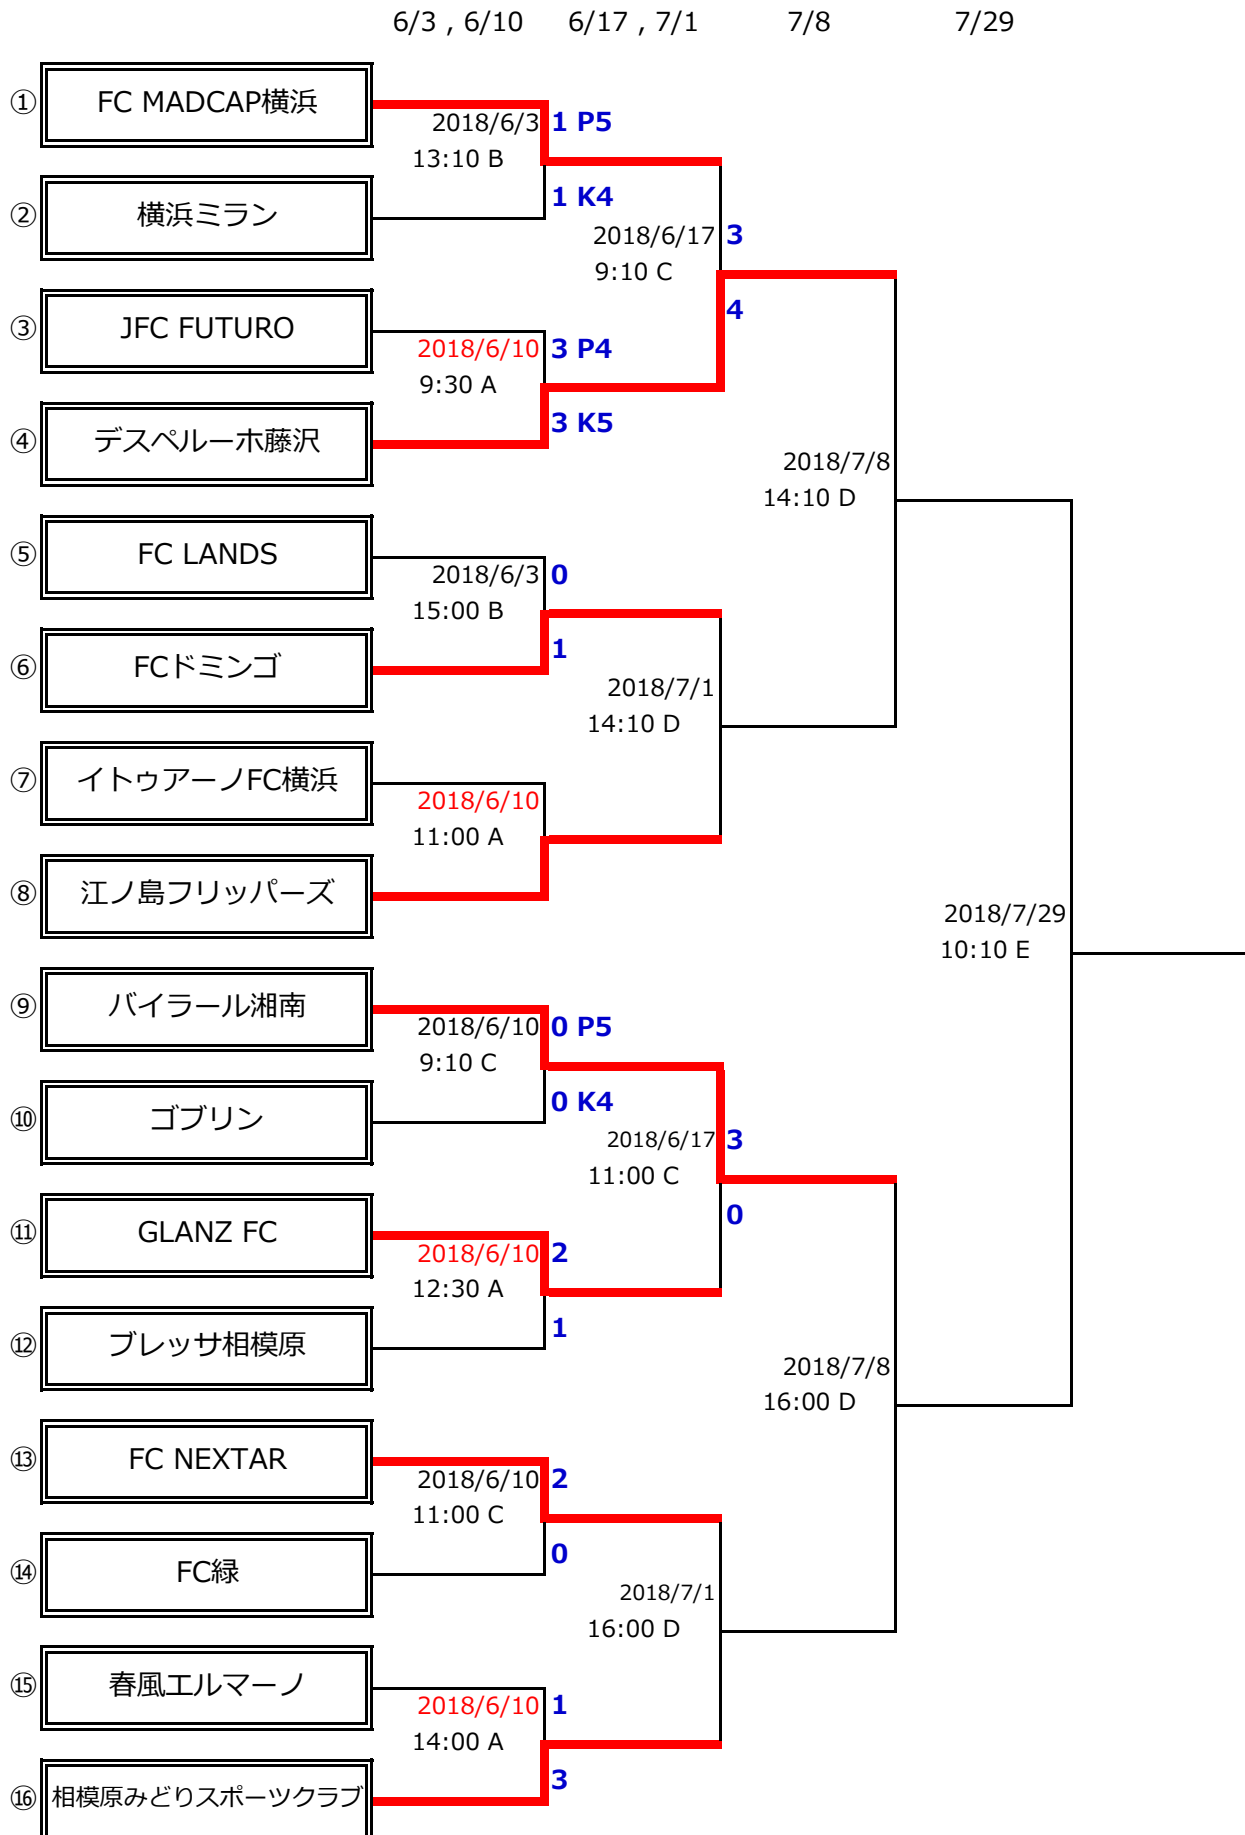 6/3 , 6/10 6/17 , 7/1 7/8 7/29
① FC MADCAP横浜
2018/6/3 1 P5
13:10 B
1 K4
② 横浜ミラン
2018/6/17 3
9:10 C
4
③ JFC FUTURO
2018/6/10 3 P4
9:30 A
3 K5
④ デスペルーホ藤沢
2018/7/8
14:10 D
⑤ FC LANDS
2018/6/3 0
15:00 B
1
⑥ FCドミンゴ
2018/7/1
14:10 D
⑦ イトゥアーノFC横浜
2018/6/10
11:00 A
⑧ 江ノ島フリッパーズ
2018/7/29
10:10 E
⑨ バイラール湘南
2018/6/10 0 P5
9:10 C
0 K4
⑩ ゴブリン
2018/6/17 3
11:00 C
0
⑪ GLANZ FC
2018/6/10 2
12:30 A
1
⑫ ブレッサ相模原
2018/7/8
16:00 D
⑬ FC NEXTAR
2018/6/10 2
11:00 C
0
⑭ FC緑
2018/7/1
16:00 D
⑮ 春風エルマーノ
2018/6/10 1
14:00 A
3
⑯ 相模原みどりスポーツクラブ